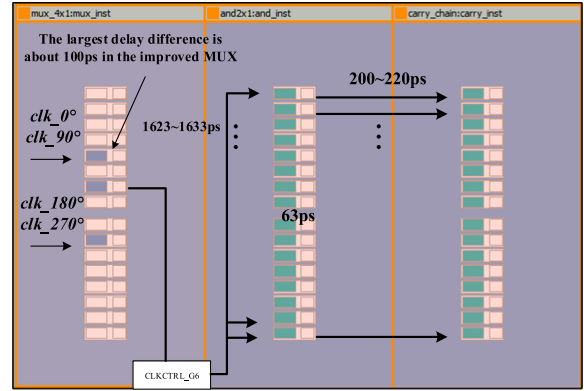 mux_4x1:mux_inst
and2x1:and_inst
carry_chain:carry_inst
The largest delay difference is
about 100ps in the improved MUX
200~220ps
clk_0°
clk_90°
1623~1633ps
clk_180°
clk_270°
63ps
CLKCTRL_G6